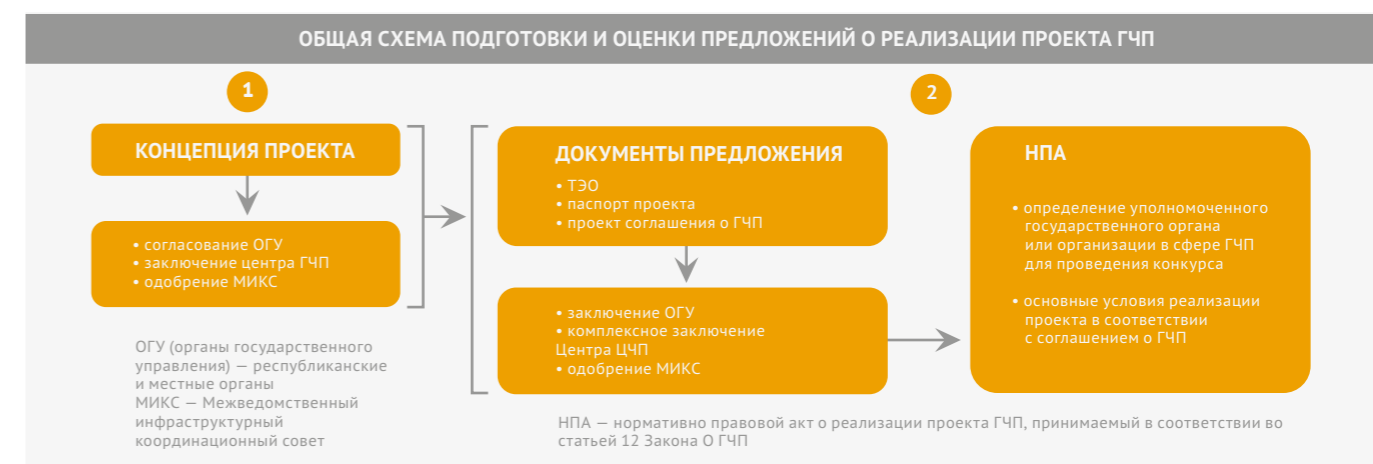 ОБЩАЯ СХЕМА ПОДГОТОВКИ И ОЦЕНКИ ПРЕДЛОЖЕНИЙ О РЕАЛИЗАЦИИ ПРОЕКТА ГЧП
1
КОНЦЕПЦИЯ ПРОЕКТА
• согласование ОГУ
• заключение центра ГЧП
• одобрение МИКС
ОГУ (органы государственного
управления) — республиканские
и местные органы
МИКС — Межведомственный
инфраструктурный
координационный совет
2
ДОКУМЕНТЫ ПРЕДЛОЖЕНИЯ
• ТЭО
• паспорт проекта
• проект соглашения о ГЧП
• заключение ОГУ
• комплексное заключение
Центра ЦЧП
• одобрение МИКС
НПА
• определение уполномоченного
государственного органа
или организации в сфере ГЧП
для проведения конкурса
• основные условия реализации
проекта в соответствии
с соглашением о ГЧП
НПА — нормативно правовой акт о реализации проекта ГЧП, принимаемый в соответствии во
статьей 12 Закона О ГЧП